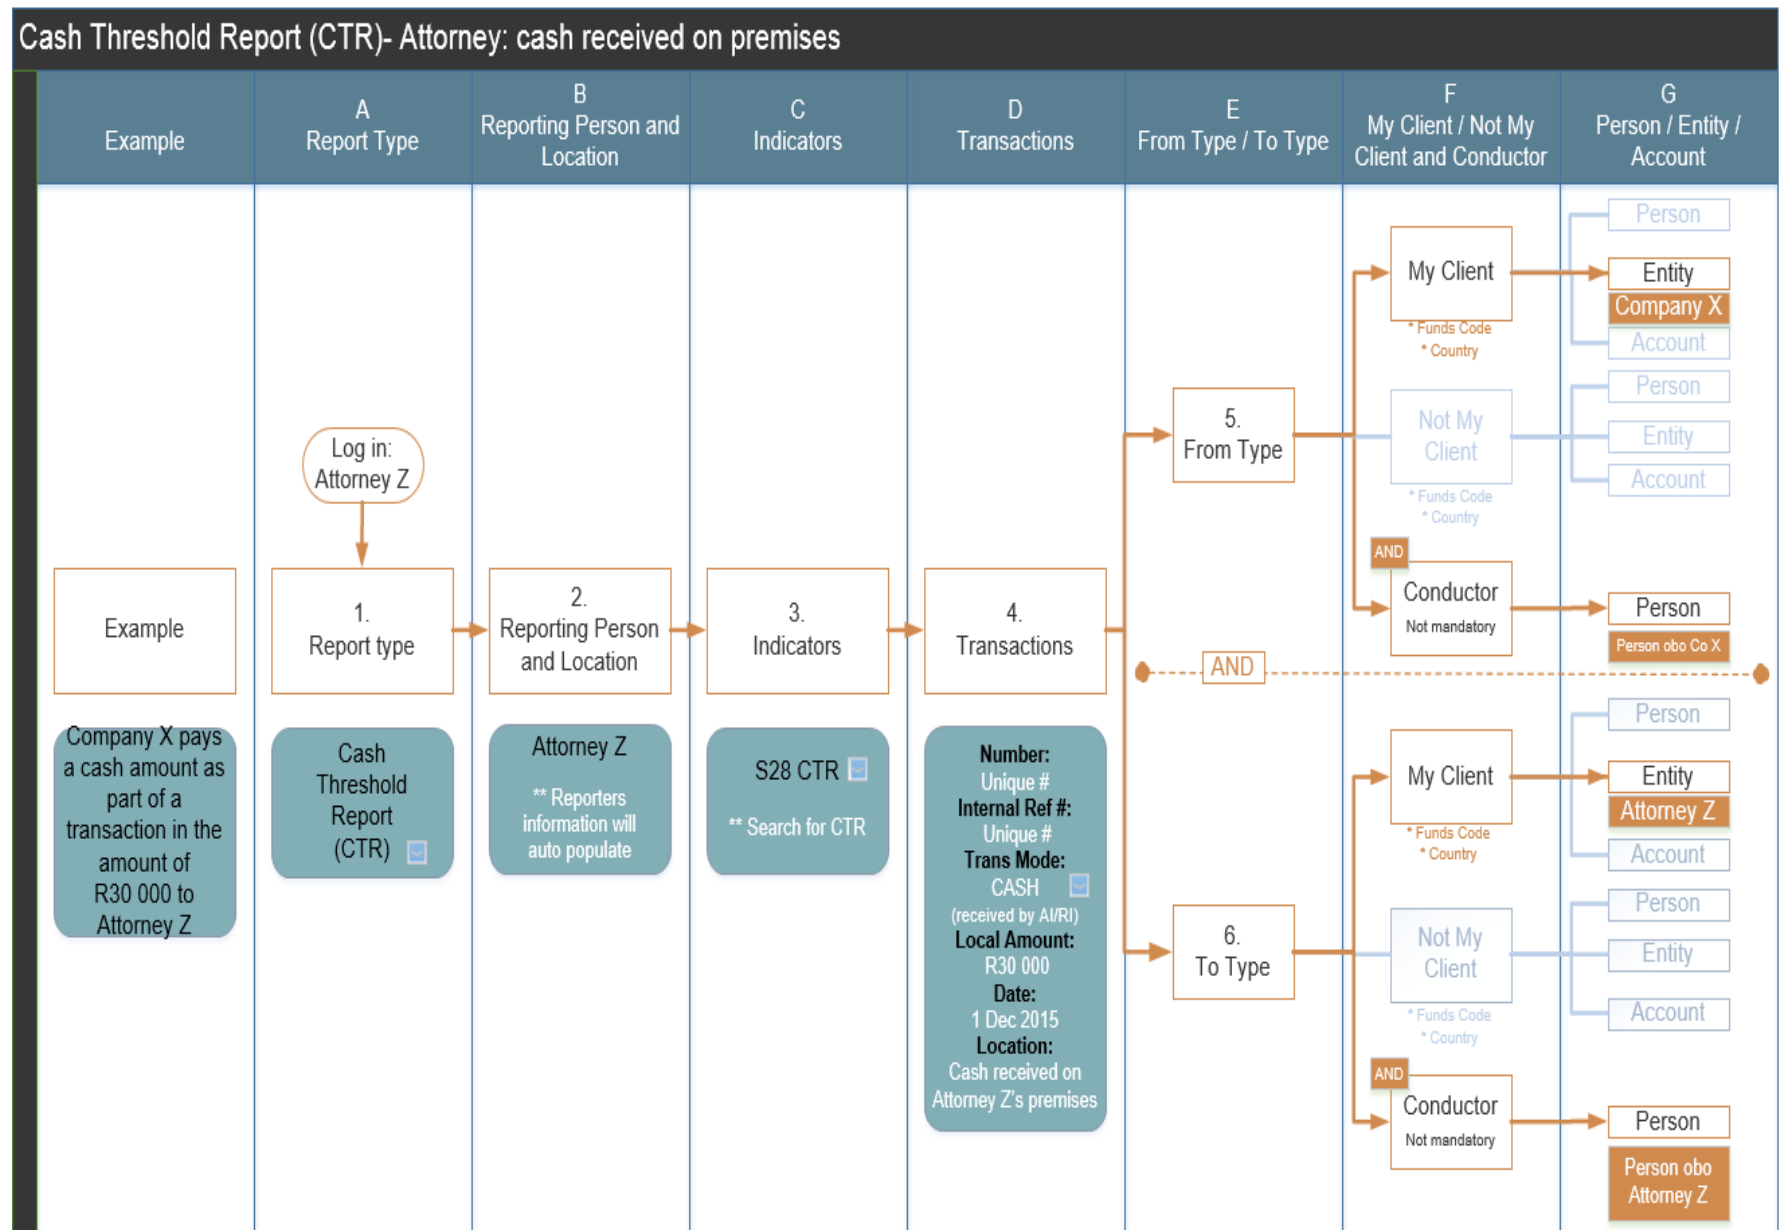 Cash Threshold Report (CTR)- Attorney: cash received on premises
Example
A
Report Type
B
Reporting Person and
Location
C
Indicators
D
Transactions
E
From Type / To Type
F
My Client / Not My
Client and Conductor
G
Person / Entity /
Account
Example
Company X pays
a cash amount as
part of a
transaction in the
amount of
R30 000 to
Attorney Z
Log in:
Attorney Z
1.
Report type
Cash
Threshold
Report
(CTR)
2.
Reporting Person
and Location
Attorney Z
** Reporters
information will
auto populate
3.
Indicators
S28 CTR
** Search for CTR
4.
Transactions
Number:
Unique #
Internal Ref #:
Unique #
Trans Mode:
CASH
(received by AI/RI)
Local Amount:
R30 000
Date:
1 Dec 2015
Location:
Cash received on
Attorney Z's premises
5.
From Type
My Client
* Funds Code
* Country
Person
Entity
Company X
Account
Not My
Client
* Funds Code
* Country
Person
Entity
Account
AND
Conductor
Not mandatory
Person
Person obo Co X
AND
6.
To Type
My Client
* Funds Code
* Country
Person
Entity
Attorney Z
Account
Not My
Client
* Funds Code
* Country
Person
Entity
Account
AND
Conductor
Not mandatory
Person
Person obo
Attorney Z